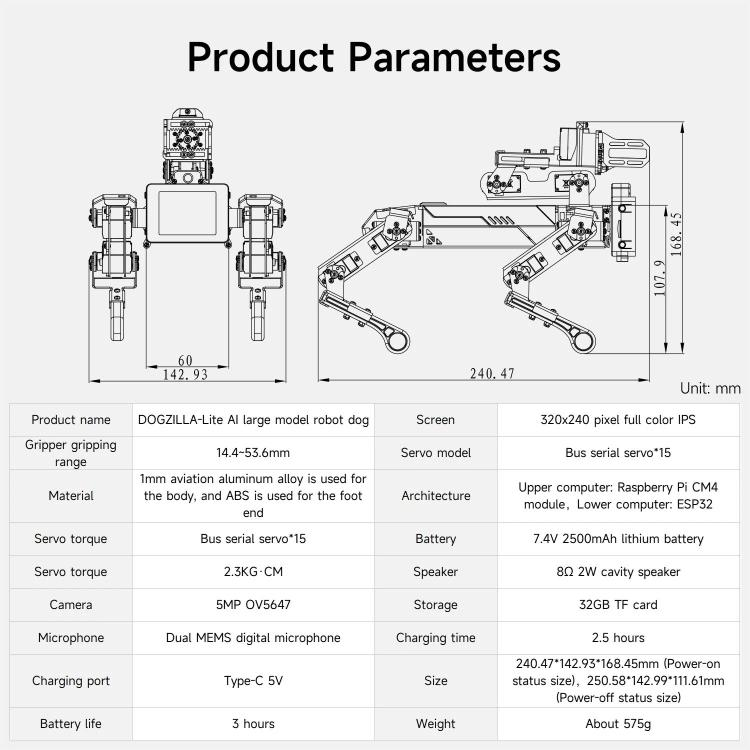 Product Parameters
60
142.93
240.47
107.9
168.45
Unit: mm
Product name
DOGZILLA-Lite AI large model robot dog
Screen
320x240 pixel full color IPS
Gripper gripping
range
14.4~53.6mm
Servo model
Bus serial servo*15
Material
1mm aviation aluminum alloy is used for
the body, and ABS is used for the foot
end
Architecture
Upper computer: Raspberry Pi CM4
module，Lower computer: ESP32
Servo torque
Bus serial servo*15
Battery
7.4V 2500mAh lithium battery
Servo torque
2.3KG·CM
Speaker
8Ω 2W cavity speaker
Camera
5MP OV5647
Storage
32GB TF card
Microphone
Dual MEMS digital microphone
Charging time
2.5 hours
Charging port
Type-C 5V
Size
240.47*142.93*168.45mm (Power-on
status size)，250.58*142.99*111.61mm
(Power-off status size)
Battery life
3 hours
Weight
About 575g